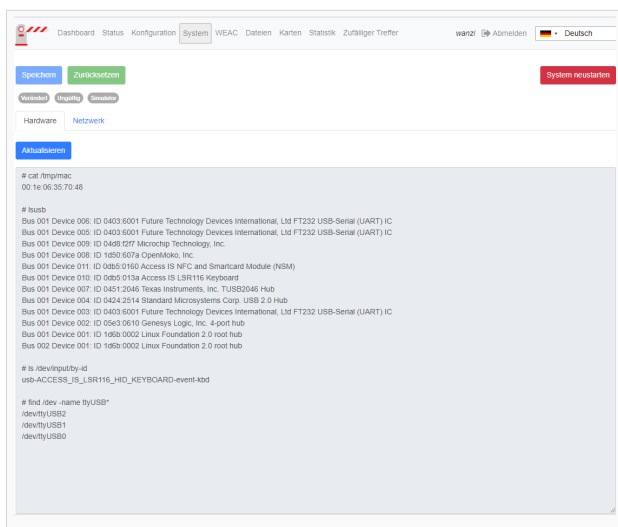 Dashboard Status Konfiguration System WEAC Dateien Karten Statistik Zufälliger Treffer wanzl Abmelden Deutsch
Speichern Zurücksetzen System neustarten
Verändert Ungültig Simulator
Hardware Netzwerk
Aktualisieren
# cat /tmp/mac
00:1e:06:35:70:48
# lsusb
Bus 001 Device 006: ID 0403:6001 Future Technology Devices International, Ltd FT232 USB-Serial (UART) IC
Bus 001 Device 005: ID 0403:6001 Future Technology Devices International, Ltd FT232 USB-Serial (UART) IC
Bus 001 Device 009: ID 04d8:f2f7 Microchip Technology, Inc.
Bus 001 Device 008: ID 1d50:607a OpenMoko, Inc.
Bus 001 Device 011: ID 0db5:0160 Access IS NFC and Smartcard Module (NSM)
Bus 001 Device 010: ID 0db5:013a Access IS LSR116 Keyboard
Bus 001 Device 007: ID 0451:2046 Texas Instruments, Inc. TUSB2046 Hub
Bus 001 Device 004: ID 0424:2514 Standard Microsystems Corp. USB 2.0 Hub
Bus 001 Device 003: ID 0403:6001 Future Technology Devices International, Ltd FT232 USB-Serial (UART) IC
Bus 001 Device 002: ID 05e3:0610 Genesys Logic, Inc. 4-port hub
Bus 001 Device 001: ID 1d6b:0002 Linux Foundation 2.0 root hub
Bus 002 Device 001: ID 1d6b:0002 Linux Foundation 2.0 root hub
# ls /dev/input/by-id
usb-ACCESS_IS_LSR116_HID_KEYBOARD-event-kbd
# find /dev -name ttyUSB*
/dev/ttyUSB2
/dev/ttyUSB1
/dev/ttyUSB0